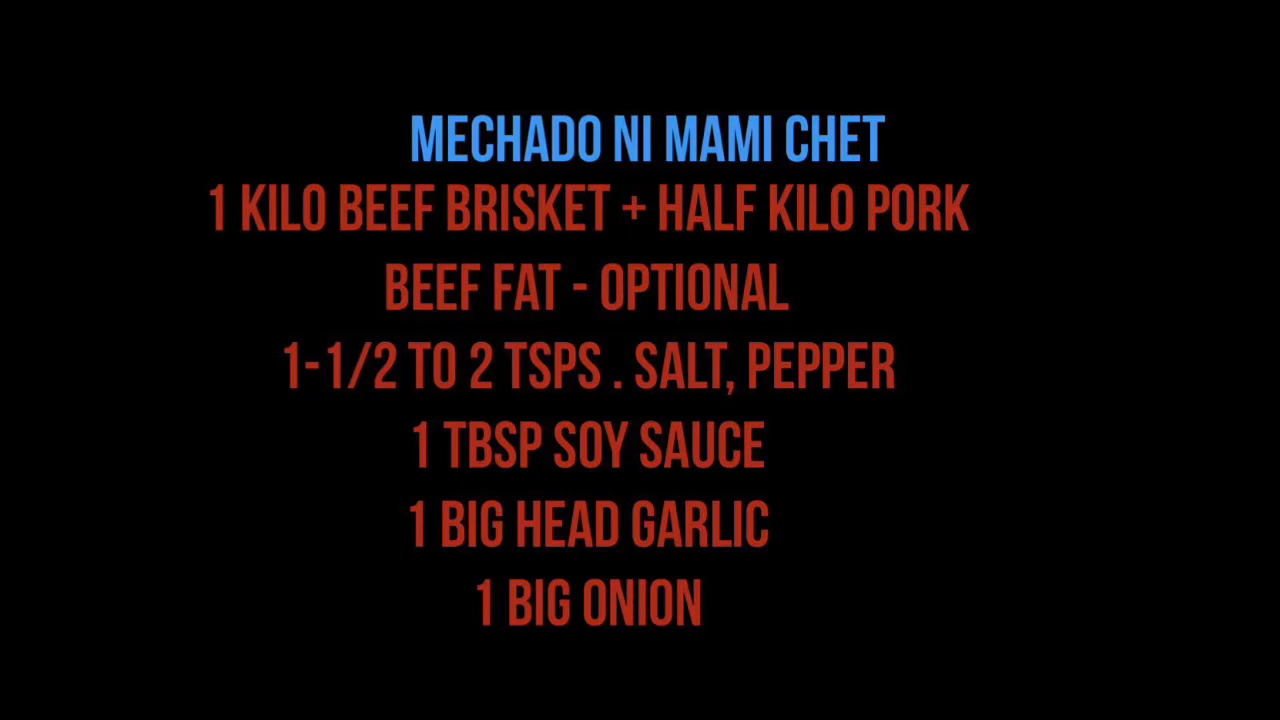 MECHADO NI MAMI CHET
1 KILO BEEF BRISKET + HALF KILO PORK
BEEF FAT - OPTIONAL
1-1/2 TO 2 TSPS . SALT, PEPPER
1 TBSP SOY SAUCE
1 BIG HEAD GARLIC
1 BIG ONION